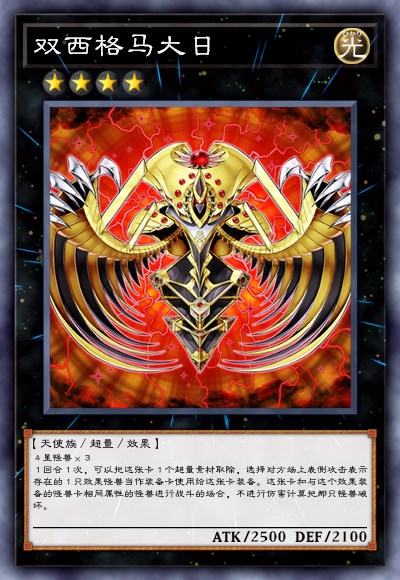 双西格马大日
光
ひかり
【天使族／超量／效果】
４星怪兽×３
１回合１次，可以把这张卡１个超量素材取除，选择对方场上表侧攻击表示
存在的１只效果怪兽当作装备卡使用给这张卡装备。这张卡和与这个效果装
备的怪兽卡相同属性的怪兽进行战斗的场合，不进行伤害计算把那只怪兽破
坏。
ATK/2500 DEF/2100